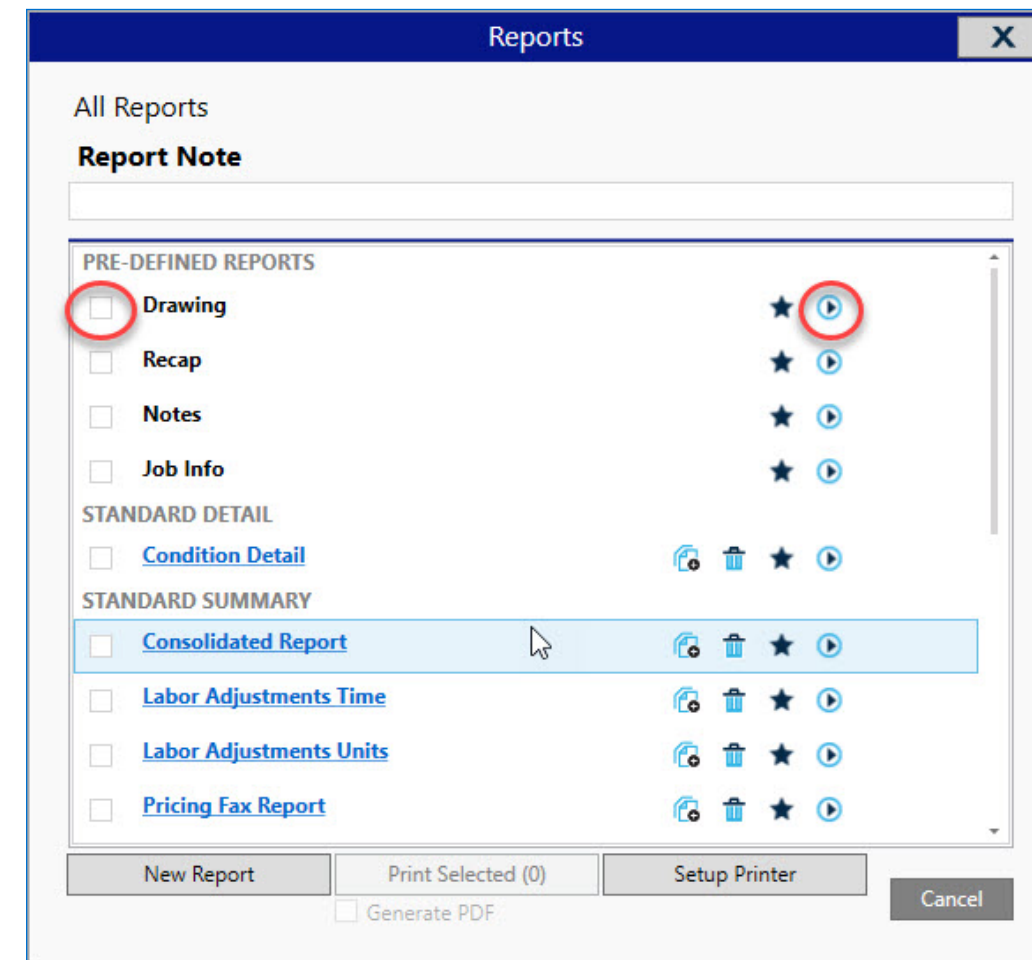 Reports
X
All Reports
Report Note
PRE-DEFINED REPORTS
Drawing
Recap
Notes
Job Info
STANDARD DETAIL
Condition Detail
STANDARD SUMMARY
Consolidated Report
Labor Adjustments Time
Labor Adjustments Units
Pricing Fax Report
New Report Print Selected (0) Setup Printer
Cancel
Generate PDF